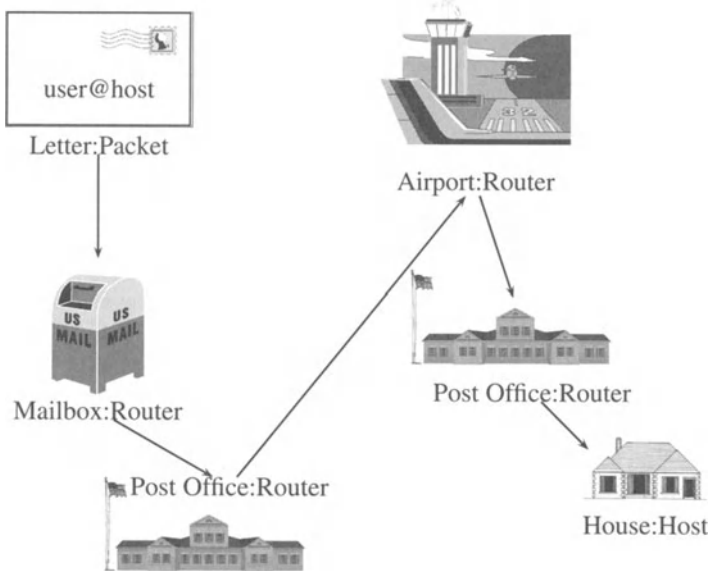 user@host
Letter:Packet
US
MAIL
US
MAIL
Mailbox:Router
Post Office:Router
32
Airport:Router
Post Office:Router
House:Host